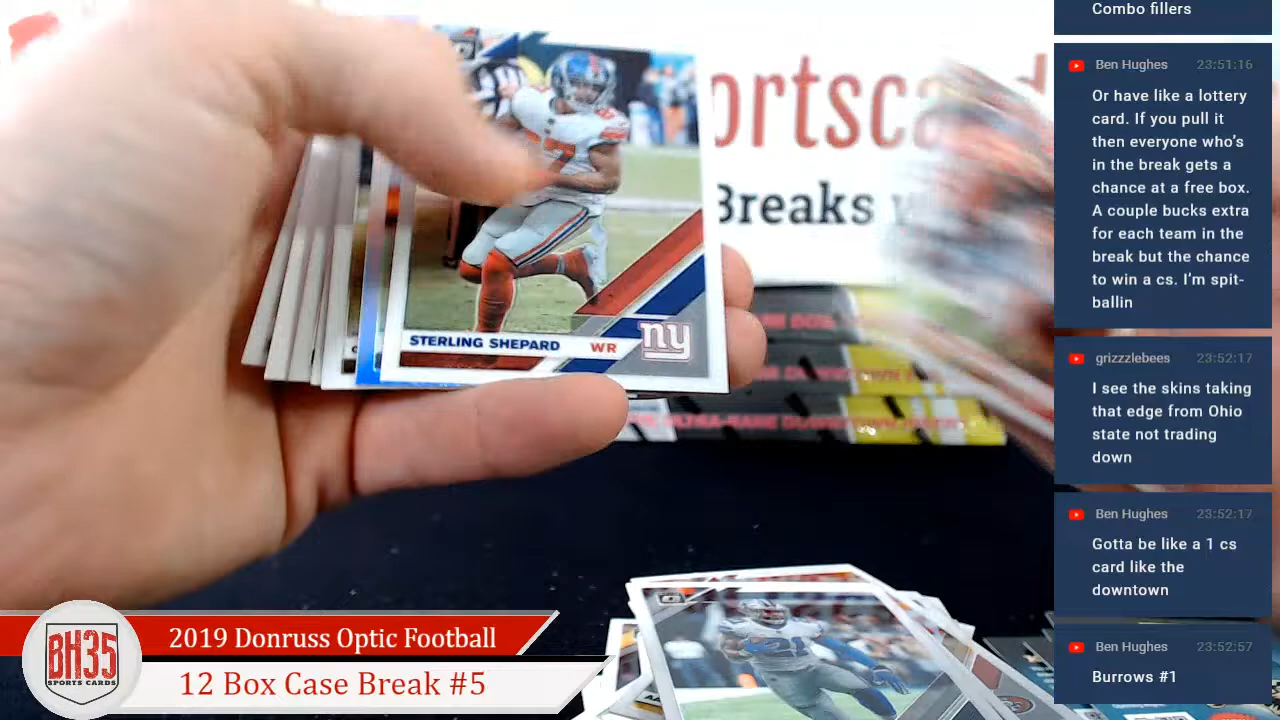 Combo fillers
Ben Hughes 23:51:16
Or have like a lottery
card. If you pull it
then everyone who's
in the break gets a
chance at a free box.
A couple bucks extra
for each team in the
break but the chance
to win a cs. I'm spit-
ballin
grizzzlebees 23:52:17
I see the skins taking
that edge from Ohio
state not trading
down
Ben Hughes 23:52:17
Gotta be like a 1 cs
card like the
downtown
Ben Hughes 23:52:57
Burrows #1
ortsca
Breaks
STERLING SHEPARD WR
ny
ULTRA-RARE DOWNTOWN
21
BH35
SPORTS CARDS
2019 Donruss Optic Football
12 Box Case Break #5